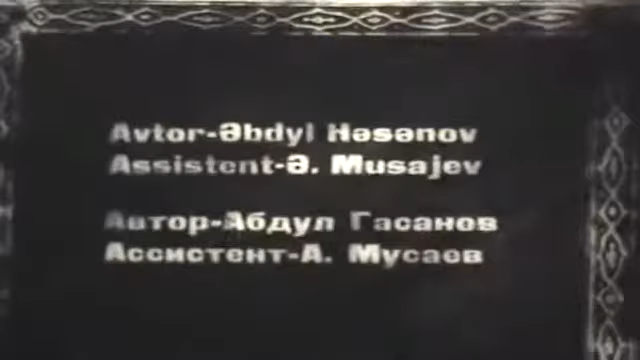 Avtor-Əbdyl Həsənov
Assistent-Ə. Musajev
Автор-Абдул Гасанов
Ассистент-А. Мусаев